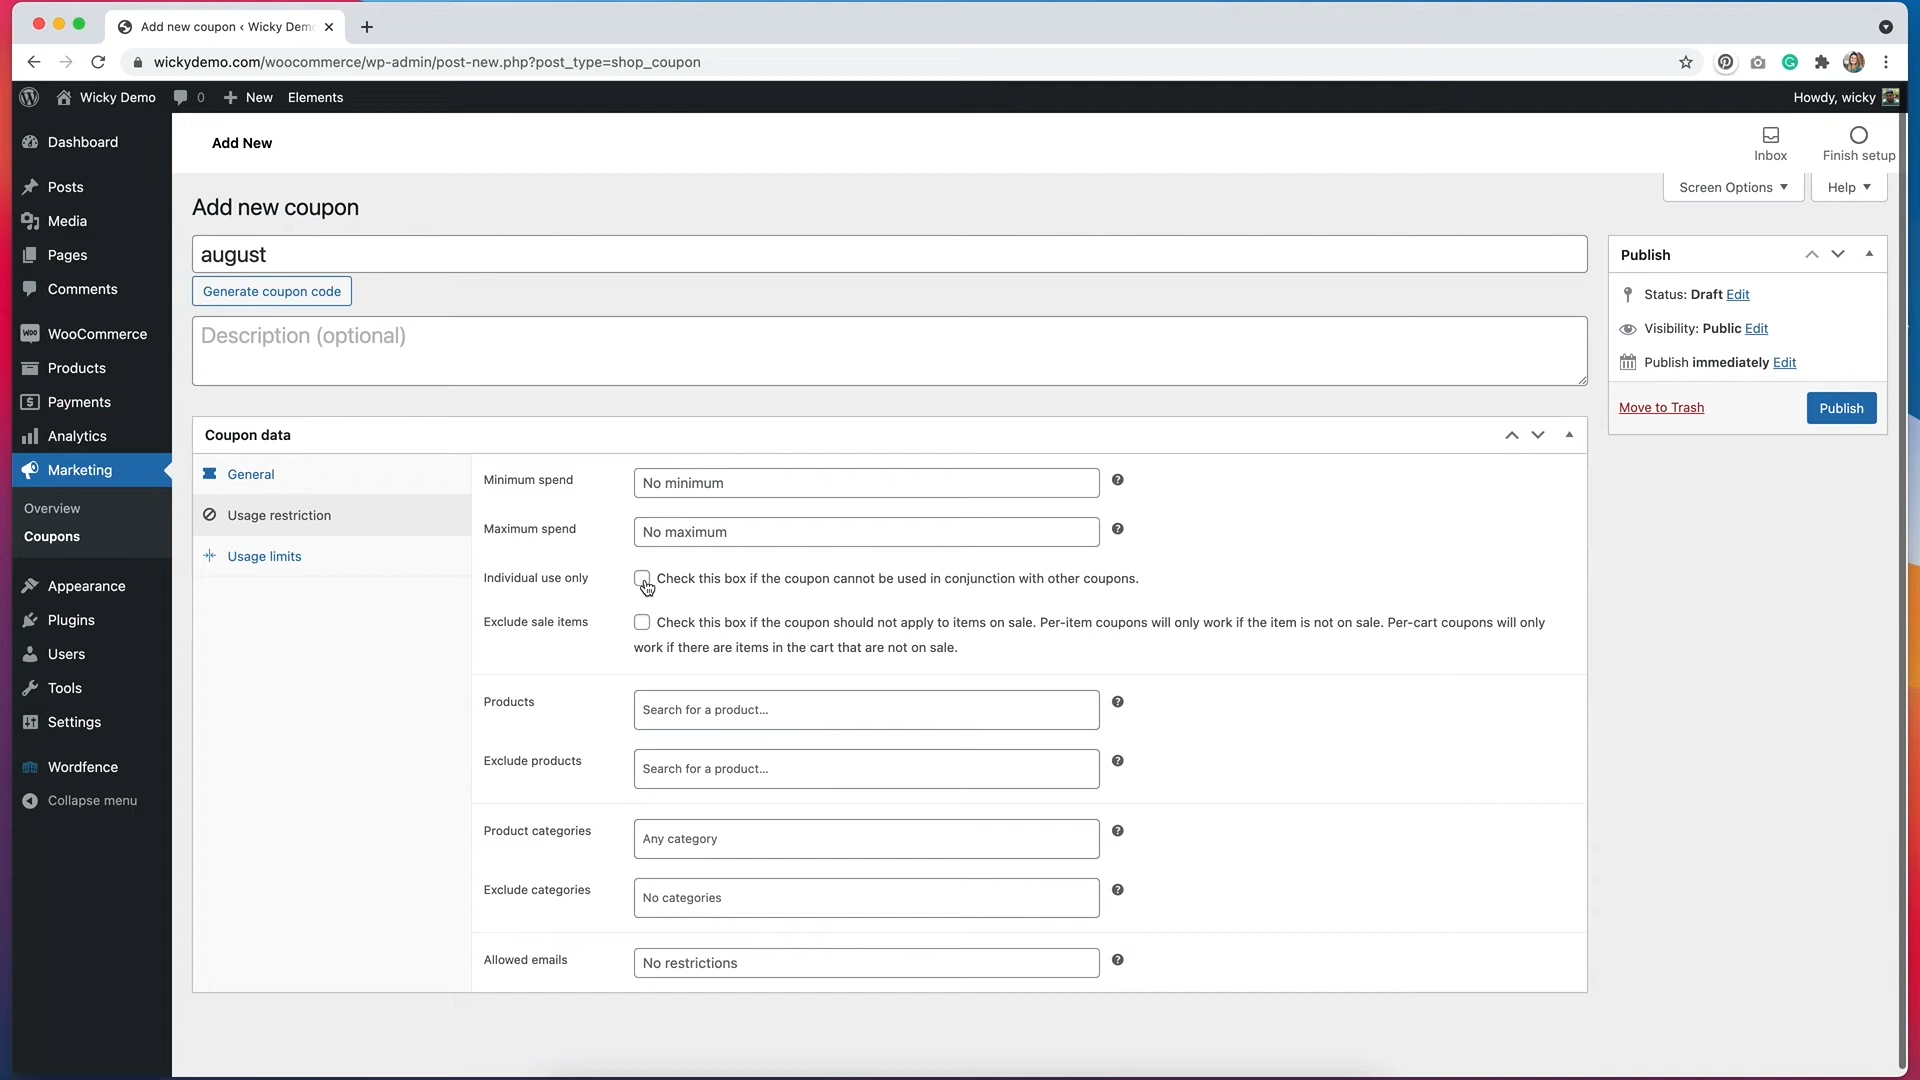 Add new coupon ‹ Wicky Demo
wickydemo.com/woocommerce/wp-admin/post-new.php?post_type=shop_coupon
Wicky Demo 0 New Elements Howdy, wicky
Dashboard
Posts
Media
Pages
Comments
WOO WooCommerce
Products
Payments
Analytics
Marketing
Overview
Coupons
Appearance
Plugins
Users
Tools
Settings
Wordfence
Collapse menu
Add New
Inbox
Finish setup
Screen Options
Help
Add new coupon
august
Generate coupon code
Description (optional)
Coupon data
General
Usage restriction
Usage limits
Minimum spend No minimum
Maximum spend No maximum
Individual use only Check this box if the coupon cannot be used in conjunction with other coupons.
Exclude sale items Check this box if the coupon should not apply to items on sale. Per-item coupons will only work if the item is not on sale. Per-cart coupons will only
work if there are items in the cart that are not on sale.
Products Search for a product…
Exclude products Search for a product…
Product categories Any category
Exclude categories No categories
Allowed emails No restrictions
Publish
Status: Draft Edit
Visibility: Public Edit
Publish immediately Edit
Move to Trash
Publish